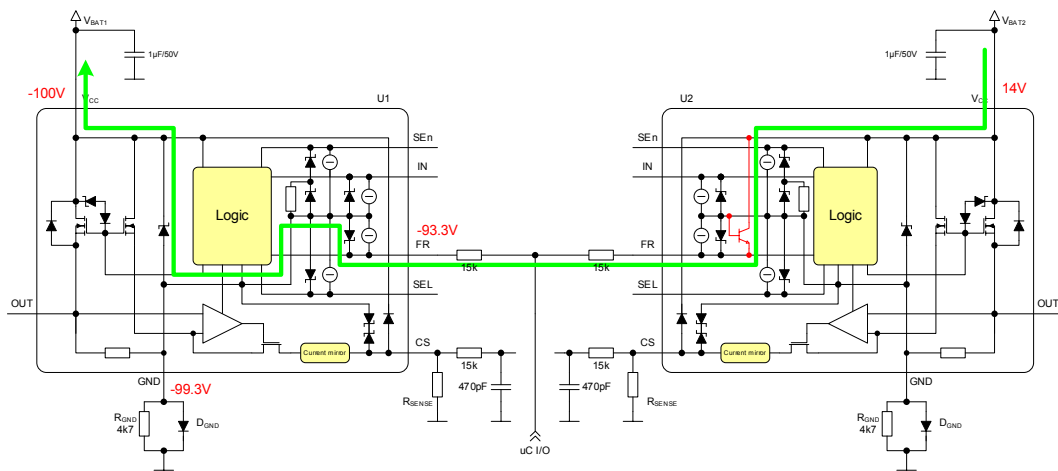 VBAT1
VBAT2
1µF/50V
1µF/50V
-100V
14V
VCC
U1
U2
SEn
SEn
IN
IN
Logic
Logic
-93.3V
FR
FR
15k
15k
SEL
SEL
OUT
OUT
Current mirror
CS
CS
Current mirror
15k
15k
GND
GND
-99.3V
RSENSE
470pF
470pF
RSENSE
RGND
4k7
DGND
RGND
4k7
DGND
uC I/O